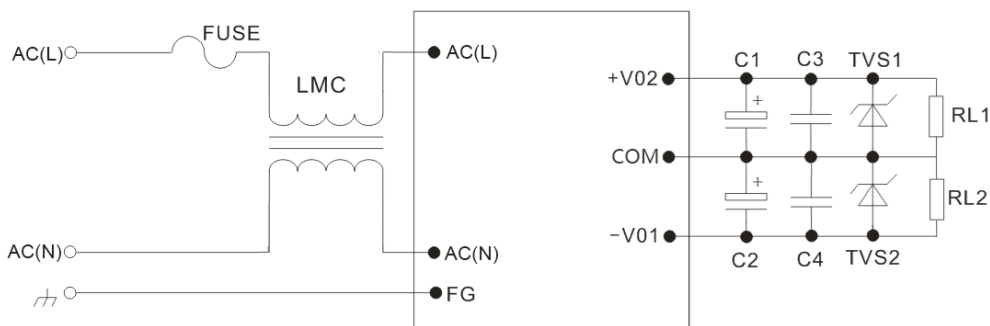 FUSE
AC(L)
LMC
AC(L)
AC(N)
AC(N)
FG
+V02
COM
−V01
C1
C3
TVS1
RL1
RL2
C2
C4
TVS2